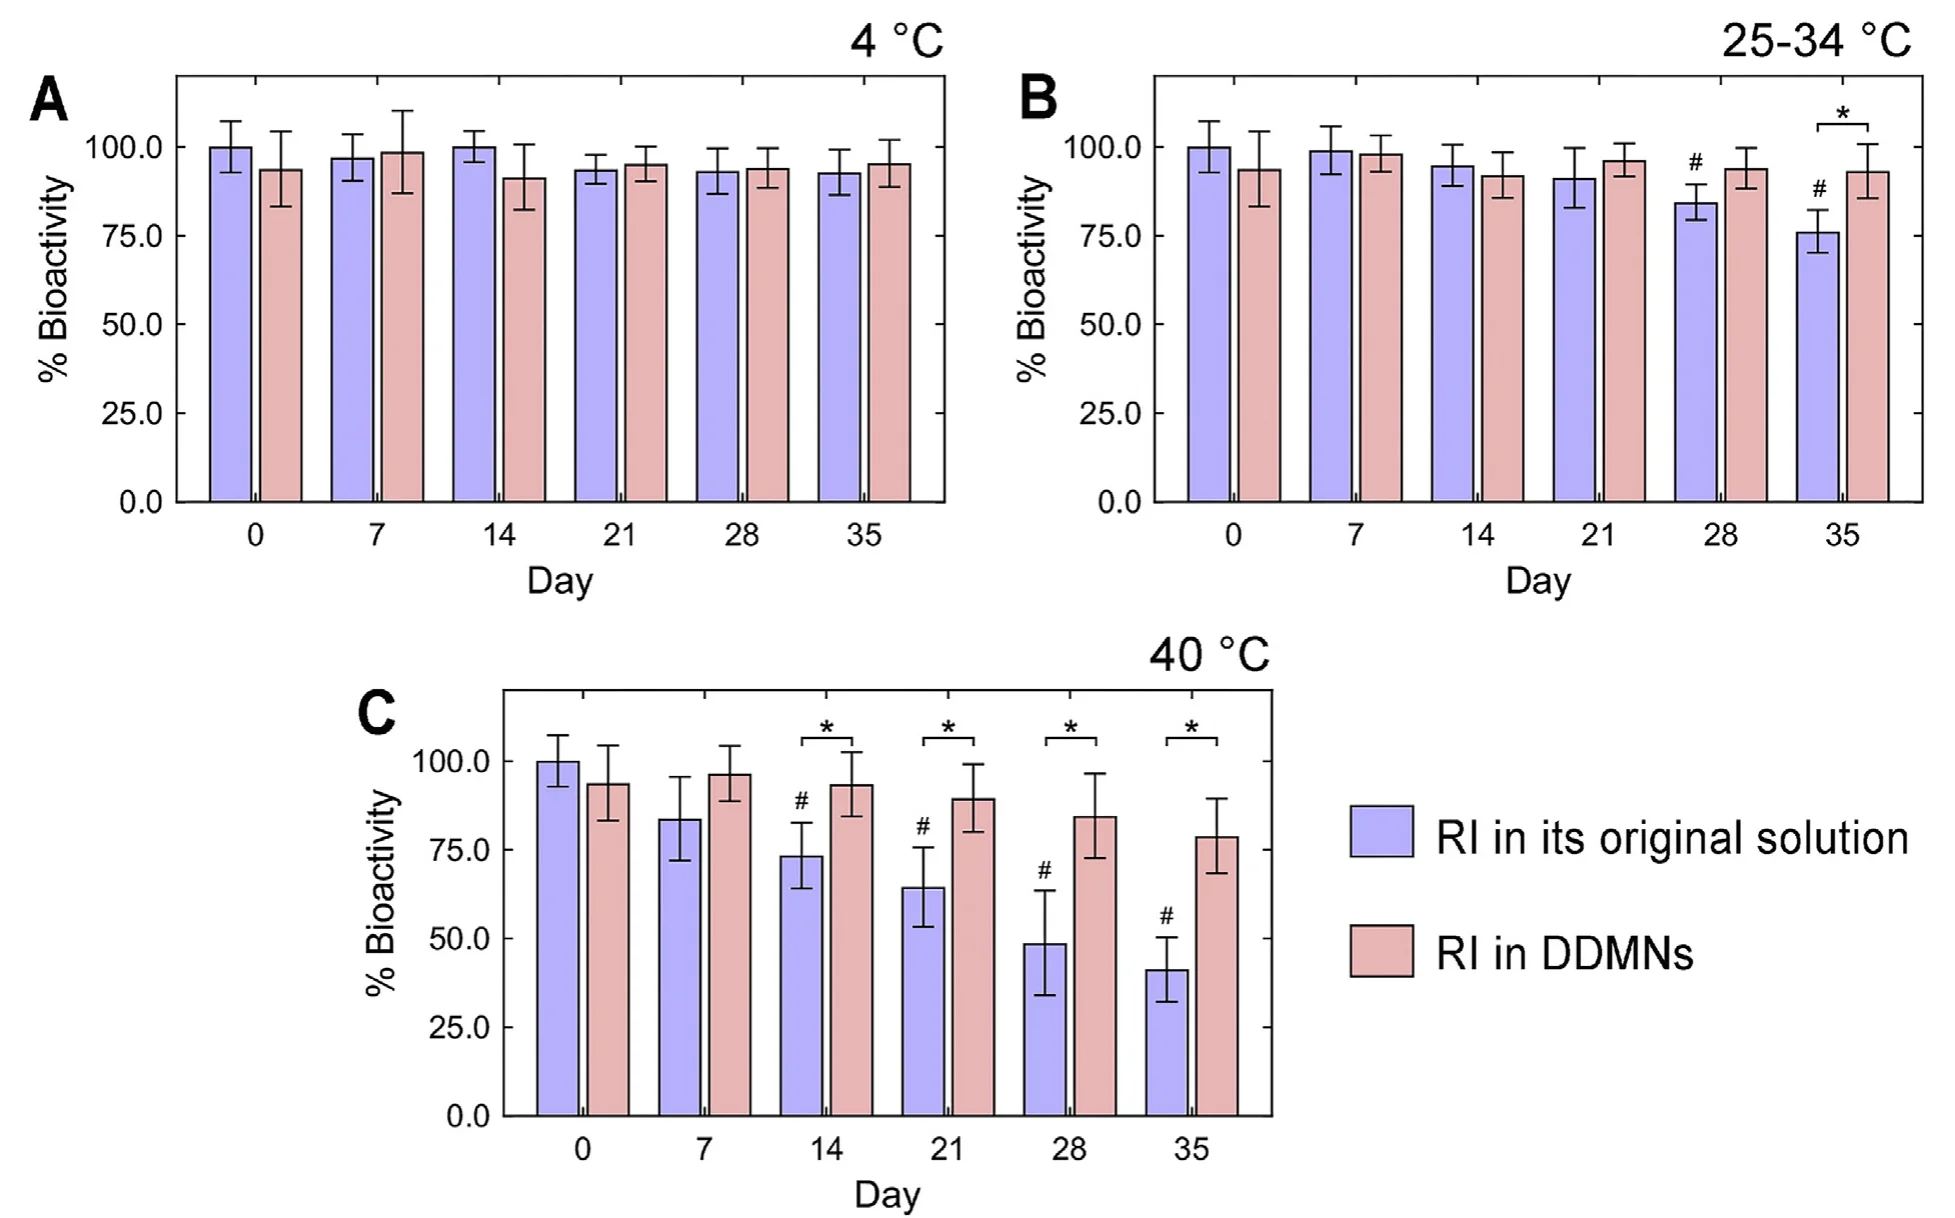 4 °C
A
% Bioactivity
100.0
75.0
50.0
25.0
0.0
0 7 14 21 28 35
Day
25-34 °C
B
% Bioactivity
100.0
75.0
50.0
25.0
0.0
*
#
#
0 7 14 21 28 35
Day
40 °C
C
% Bioactivity
100.0
75.0
50.0
25.0
0.0
* * * *
#
#
#
#
0 7 14 21 28 35
Day
RI in its original solution
RI in DDMNs